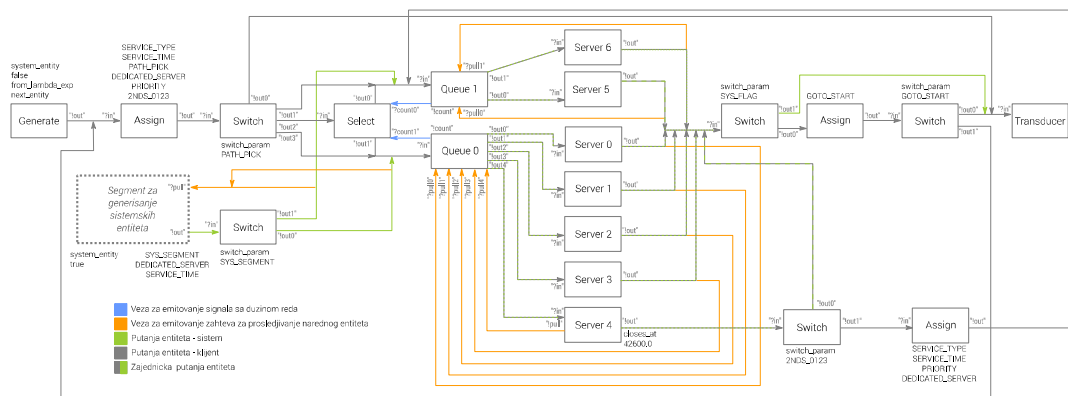 system_entity
false
from_lambda_exp
next_entity
Generate
"!out"
SERVICE_TYPE
SERVICE_TIME
PATH_PICK
DEDICATED_SERVER
PRIORITY
2NDS_0123
"?in"
Assign
"!out"
"?in"
Switch
"!out0"
"!out1"
"!out2"
"!out3"
switch_param
PATH_PICK
"?in"
Select
"!out0"
"!out1"
"?count0"
"?count1"
"?in"
"?pull1"
Queue 1
"!out1"
"!out0"
"!count"
"?pull0"
"!count"
"?in"
Queue 0
"!out0"
"!out1"
"!out2"
"!out3"
"!out4"
"?pull0"
"?pull1"
"?pull2"
"?pull3"
"?pull4"
"?in"
Server 6
"!out"
"?in"
Server 5
"!out"
"?in"
Server 0
"!out"
"?in"
Server 1
"!out"
"?in"
Server 2
"!out"
"?in"
Server 3
"!out"
"?in"
"!pull"
Server 4
"!out"
closes_at
42600,0
switch_param
SYS_FLAG
"?in"
Switch
"!out1"
"!out0"
GOTO_START
"?in"
Assign
"!out"
switch_param
GOTO_START
"?in"
Switch
"!out0"
"!out1"
"?in"
Transducer
Segment za
generisanje
sistemskih
entiteta
"?pull"
"!out"
system_entity
true
SYS_SEGMENT
DEDICATED_SERVER
SERVICE_TIME
"?in"
Switch
"!out1"
"!out0"
switch_param
SYS_SEGMENT
"?in"
Switch
"!out0"
"!out1"
switch_param
2NDS_0123
"?in"
Assign
"!out"
SERVICE_TYPE
SERVICE_TIME
PRIORITY
DEDICATED_SERVER
Veza za emitovanje signala sa duzinom reda
Veza za emitovanje zahteva za prosledjivanje narednog entiteta
Putanja entiteta - sistem
Putanja entiteta - klijent
Zajednicka putanja entiteta